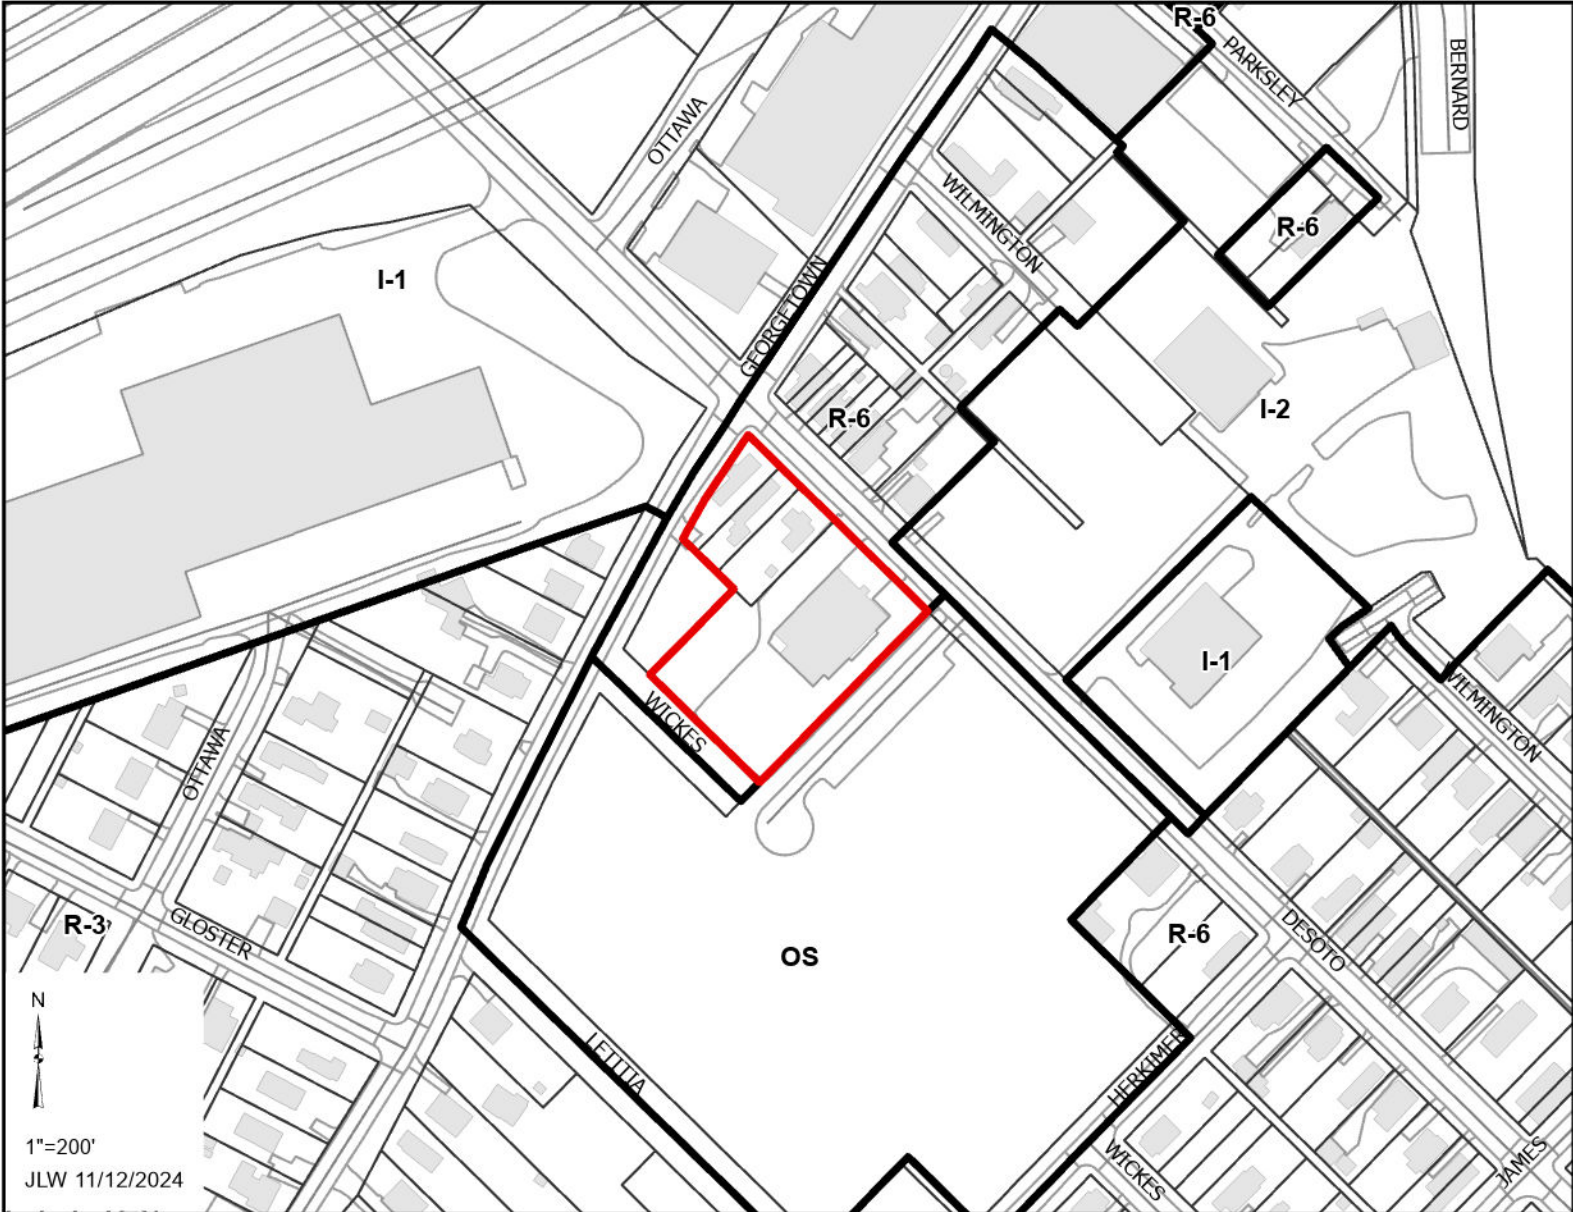 R-6
PARKSLEY
BERNARD
OTTAWA
WILMINGTON
R-6
I-1
GEORGETOWN
I-2
R-6
I-1
WICKES
WILMINGTON
OTTAWA
R-3
GLOSTER
OS
R-6
DESOTO
LETITIA
HERKIMER
WICKES
JAMES
N
1"=200'
JLW 11/12/2024